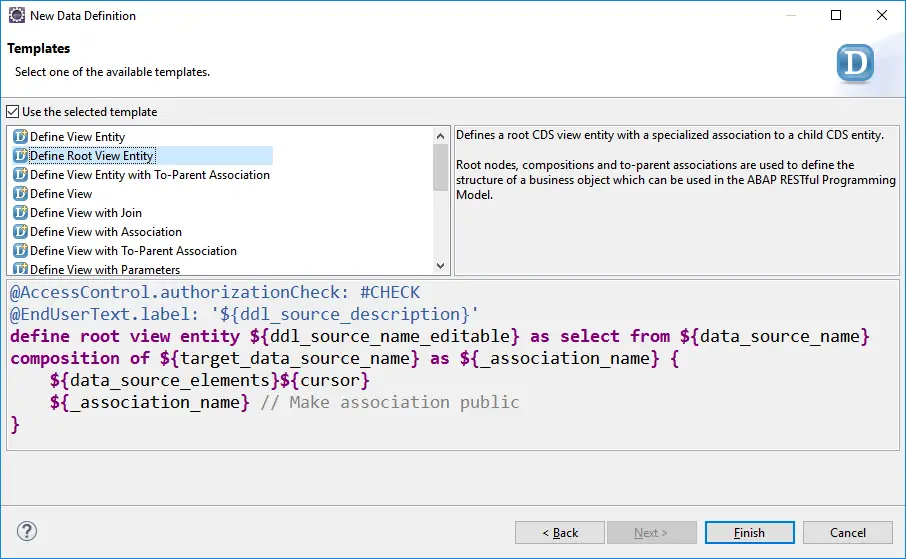 New Data Definition
Templates
Select one of the available templates.
D
Use the selected template
Define View Entity
Define Root View Entity
Define View Entity with To-Parent Association
Define View
Define View with Join
Define View with Association
Define View with To-Parent Association
Define View with Parameters
Defines a root CDS view entity with a specialized association to a child CDS entity.
Root nodes, compositions and to-parent associations are used to define the
structure of a business object which can be used in the ABAP RESTful Programming
Model.
@AccessControl.authorizationCheck: #CHECK
@EndUserText.label: '${ddl_source_description}'
define root view entity ${ddl_source_name_editable} as select from ${data_source_name}
composition of ${target_data_source_name} as ${_association_name} {
    ${data_source_elements}${cursor}
    ${_association_name} // Make association public
}
?
< Back
Next >
Finish
Cancel